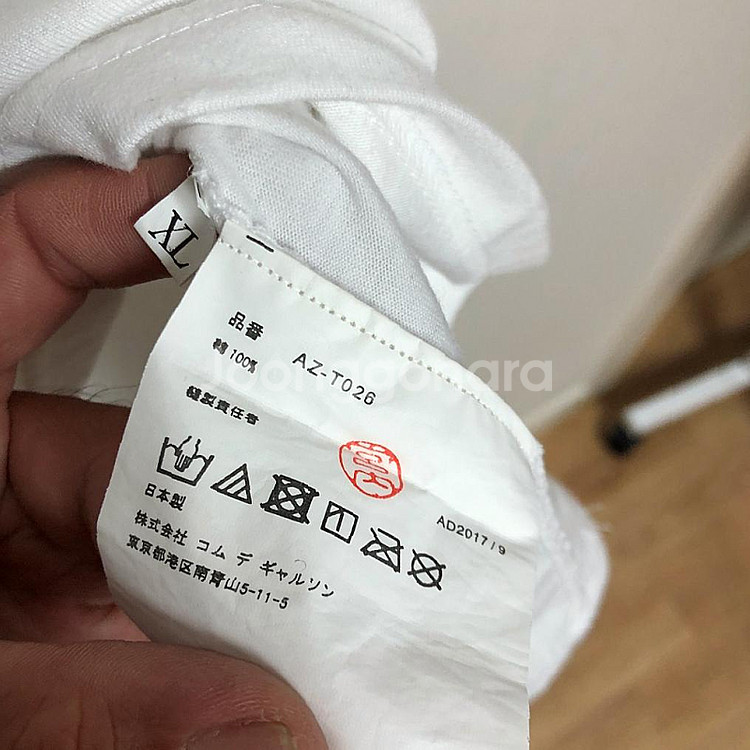 XL
品番 AZ-T026
綿 100%
縫製責任者
日本製
AD2017/9
株式会社 コム デ ギャルソン
東京都港区南青山5-11-5
Joonggonara